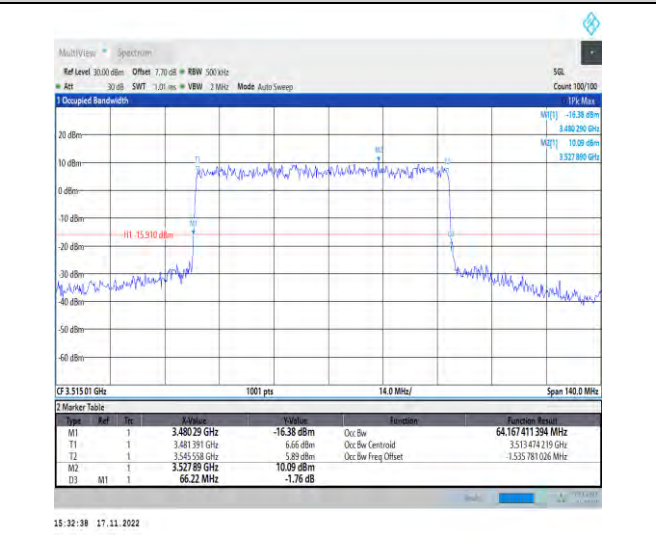 MultiView Spectrum
Ref Level 30.00 dBm Offset 7.70 dB RBW 500 kHz SGL
Att 30 dB SWT 1.01 ms VBW 2 MHz Mode Auto Sweep Count 100/100
1 Occupied Bandwidth 1Pk Max
M1[1] -16.38 dBm
3.480 290 GHz
M2[1] 10.09 dBm
3.527 890 GHz
20 dBm
M2
T1
10 dBm
0 dBm
-10 dBm
H1 -15.910 dBm
-20 dBm
-30 dBm
-40 dBm
-50 dBm
-60 dBm
CF 3.515 01 GHz 1001 pts 14.0 MHz/ Span 140.0 MHz
2 Marker Table
Type Ref Trc X-Value Y-Value Function Function Result
M1 1 3.480 29 GHz -16.38 dBm Occ Bw 64.167 411 394 MHz
T1 1 3.481 391 GHz 6.66 dBm Occ Bw Centroid 3.513 474 219 GHz
T2 1 3.545 558 GHz 5.89 dBm Occ Bw Freq Offset -1.535 781 026 MHz
M2 1 3.527 89 GHz 10.09 dBm
D3 M1 1 66.22 MHz -1.76 dB
15:32:38 17.11.2022